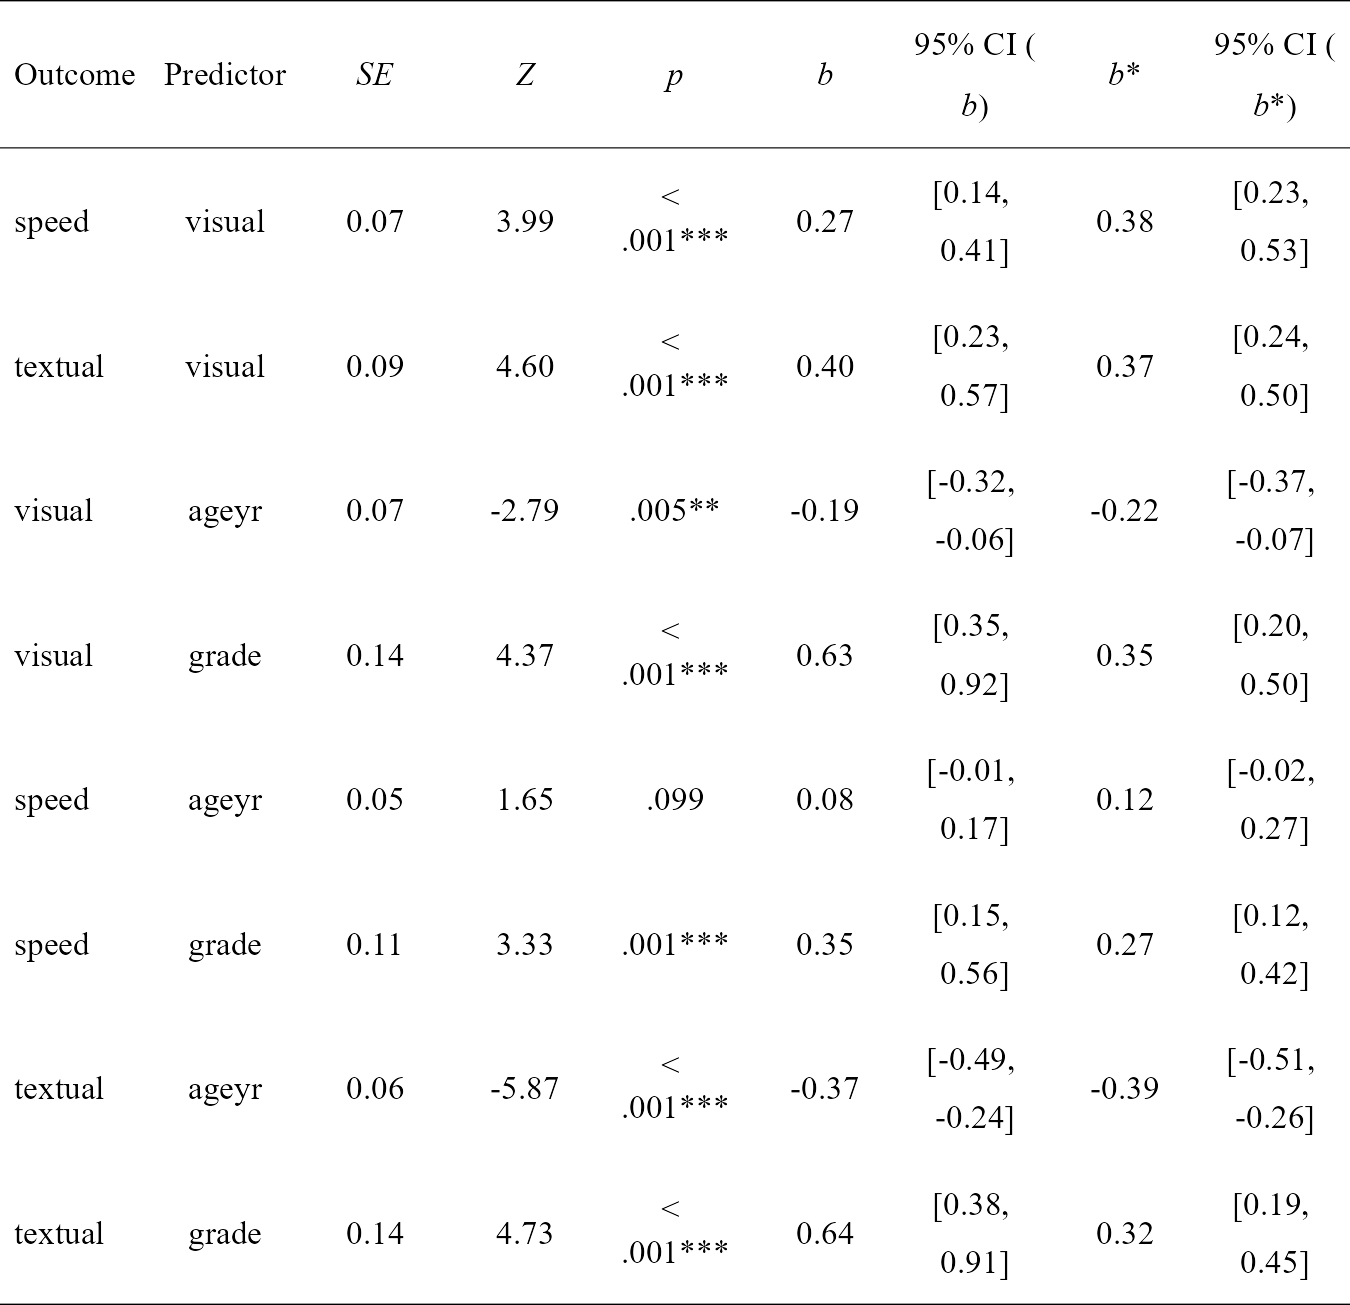 Outcome Predictor SE Z p b 95% CI ( b) b* 95% CI ( b*)
speed visual 0.07 3.99 < .001*** 0.27 [0.14, 0.41] 0.38 [0.23, 0.53]
textual visual 0.09 4.60 < .001*** 0.40 [0.23, 0.57] 0.37 [0.24, 0.50]
visual ageyr 0.07 -2.79 .005** -0.19 [-0.32, -0.06] -0.22 [-0.37, -0.07]
visual grade 0.14 4.37 < .001*** 0.63 [0.35, 0.92] 0.35 [0.20, 0.50]
speed ageyr 0.05 1.65 .099 0.08 [-0.01, 0.17] 0.12 [-0.02, 0.27]
speed grade 0.11 3.33 .001*** 0.35 [0.15, 0.56] 0.27 [0.12, 0.42]
textual ageyr 0.06 -5.87 < .001*** -0.37 [-0.49, -0.24] -0.39 [-0.51, -0.26]
textual grade 0.14 4.73 < .001*** 0.64 [0.38, 0.91] 0.32 [0.19, 0.45]